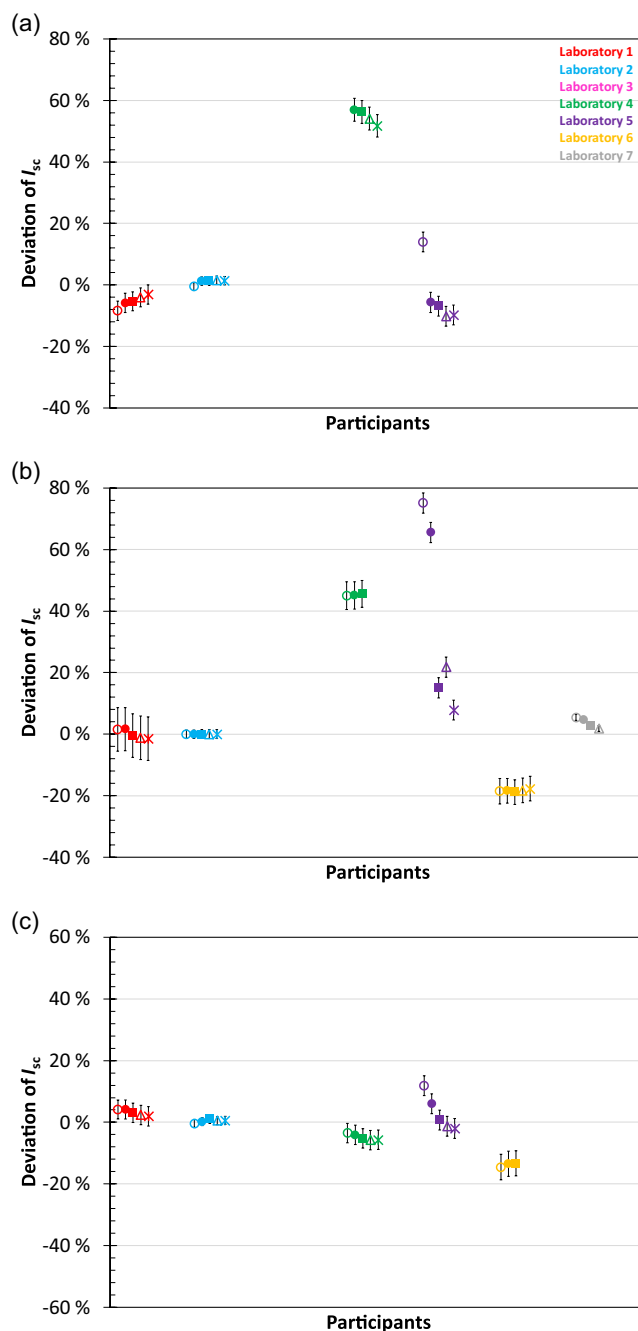 (a)
80 %
60 %
40 %
20 %
0 %
-20 %
-40 %
Deviation of Isc
Participants
Laboratory 1
Laboratory 2
Laboratory 3
Laboratory 4
Laboratory 5
Laboratory 6
Laboratory 7
(b)
80 %
60 %
40 %
20 %
0 %
-20 %
-40 %
Deviation of Isc
Participants
(c)
60 %
40 %
20 %
0 %
-20 %
-40 %
-60 %
Deviation of Isc
Participants